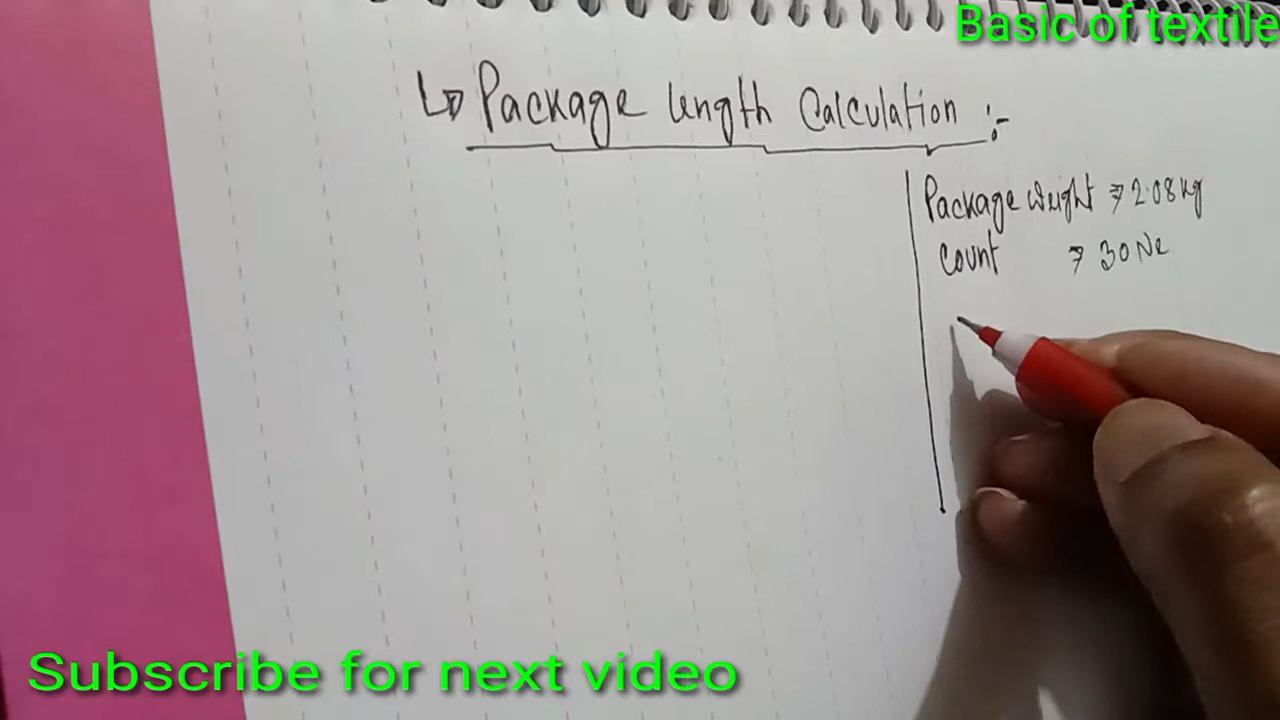 Basic of textile
↳ Package length Calculation :-
Package weight ⇒ 2.08 kg
Count ⇒ 30 Ne
Subscribe for next video